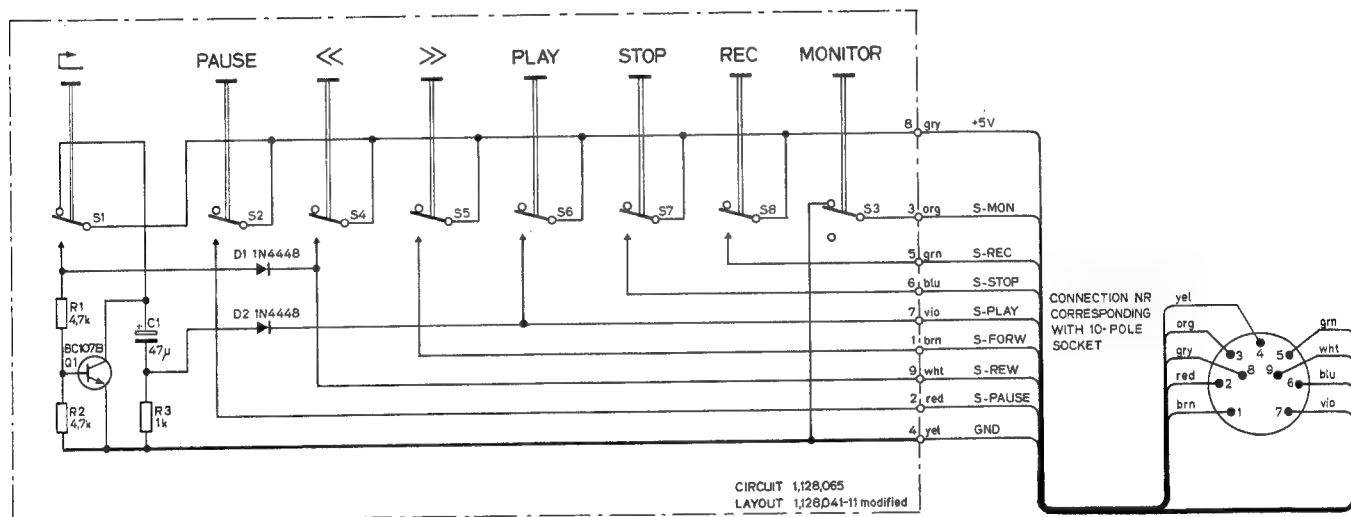 PAUSE << >> PLAY STOP REC MONITOR
8 gry +5V
S1 S2 S4 S5 S6 S7 S8 S3 3 org S-MON
D1 1N4448 5 grn S-REC
6 blu S-STOP
R1 4,7k
C1 + 47µ
D2 1N4448 7 vio S-PLAY
BC107B Q1
1 brn S-FORW
9 wht S-REW
R2 4,7k
R3 1k
2 red S-PAUSE
4 yel GND
CIRCUIT 1,128,065
LAYOUT 1,128,041-11 modified
CONNECTION NR
CORRESPONDING
WITH 10-POLE
SOCKET
yel
org
gry
red
brn
3 4 5
8 9
2 6
1 7
grn
wht
blu
vio